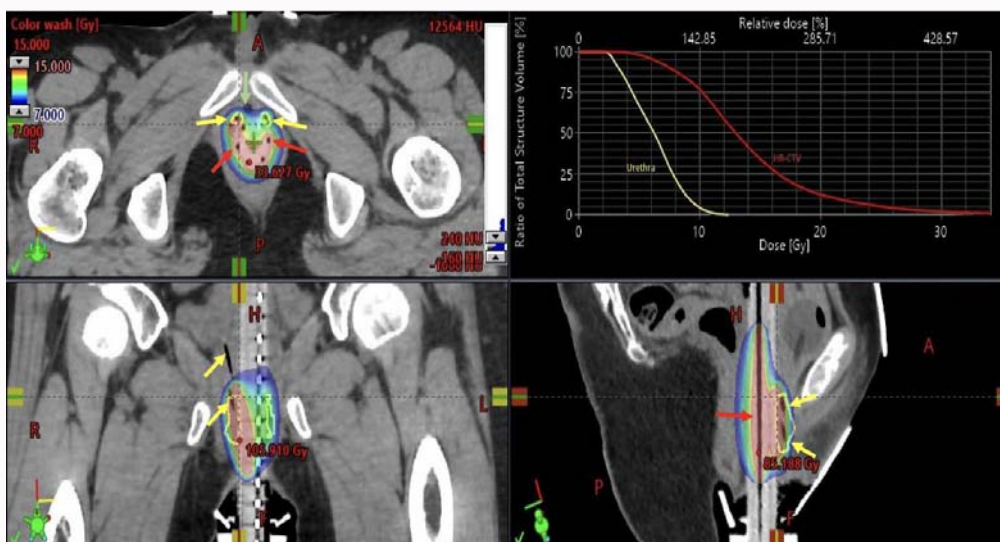 Color wash [Gy]
15.000
15.000
7.000
7.000
12564 HU
A
R
P
240 HU
-160 HU
Relative dose [%]
142.85
285.71
428.57
Ratio of Total Structure Volume [%]
100
75
50
25
0
Urethra
HR-CTV
0
10
20
30
Dose [Gy]
H
R
L
105.910 Gy
F
H
A
P
85.188 Gy
F